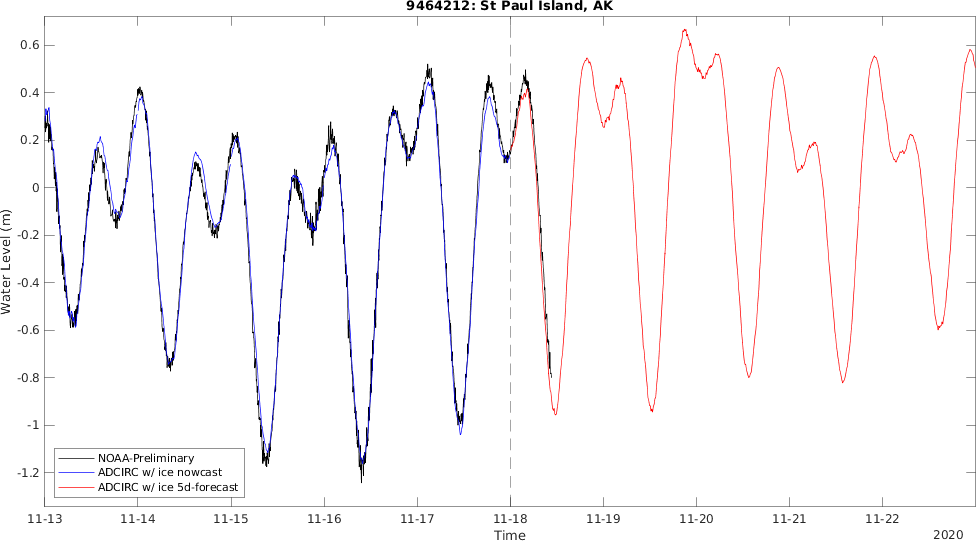 9464212: St Paul Island, AK
Water Level (m)
0.6
0.4
0.2
0
-0.2
-0.4
-0.6
-0.8
-1
-1.2
NOAA-Preliminary
ADCIRC w/ ice nowcast
ADCIRC w/ ice 5d-forecast
11-13 11-14 11-15 11-16 11-17 11-18 11-19 11-20 11-21 11-22
Time
2020